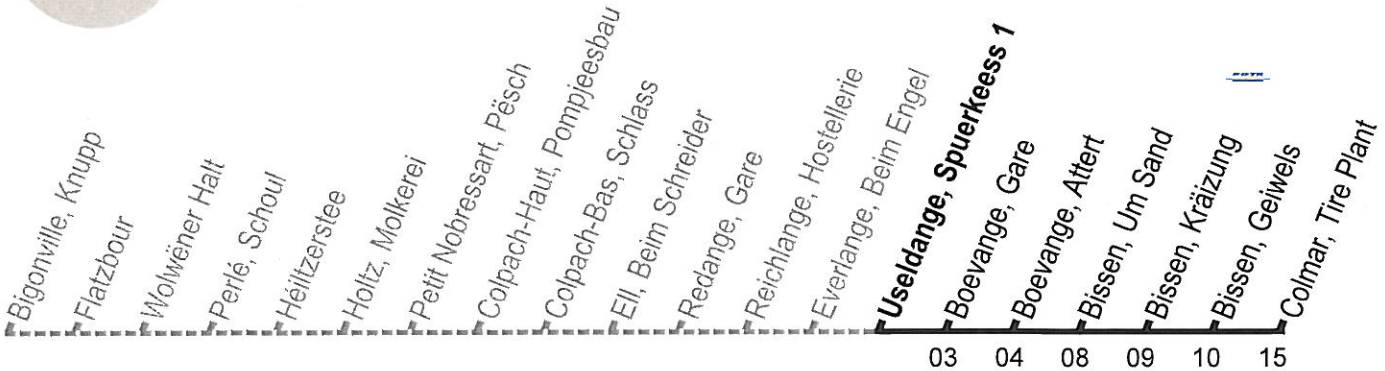 Bigonville, Knupp
Flatzbour
Wolwëner Halt
Perlé, Schoul
Héiltzerstee
Holtz, Molkerei
Petit Nobressart, Pësch
Colpach-Haut, Pompjeesbau
Colpach-Bas, Schlass
Ell, Beim Schreider
Redange, Gare
Reichlange, Hostellerie
Everlange, Beim Engel
Useldange, Spuerkeess 1
Boevange, Gare
Boevange, Attert
Bissen, Um Sand
Bissen, Kräizung
Bissen, Geiwels
Colmar, Tire Plant
03 04 08 09 10 15